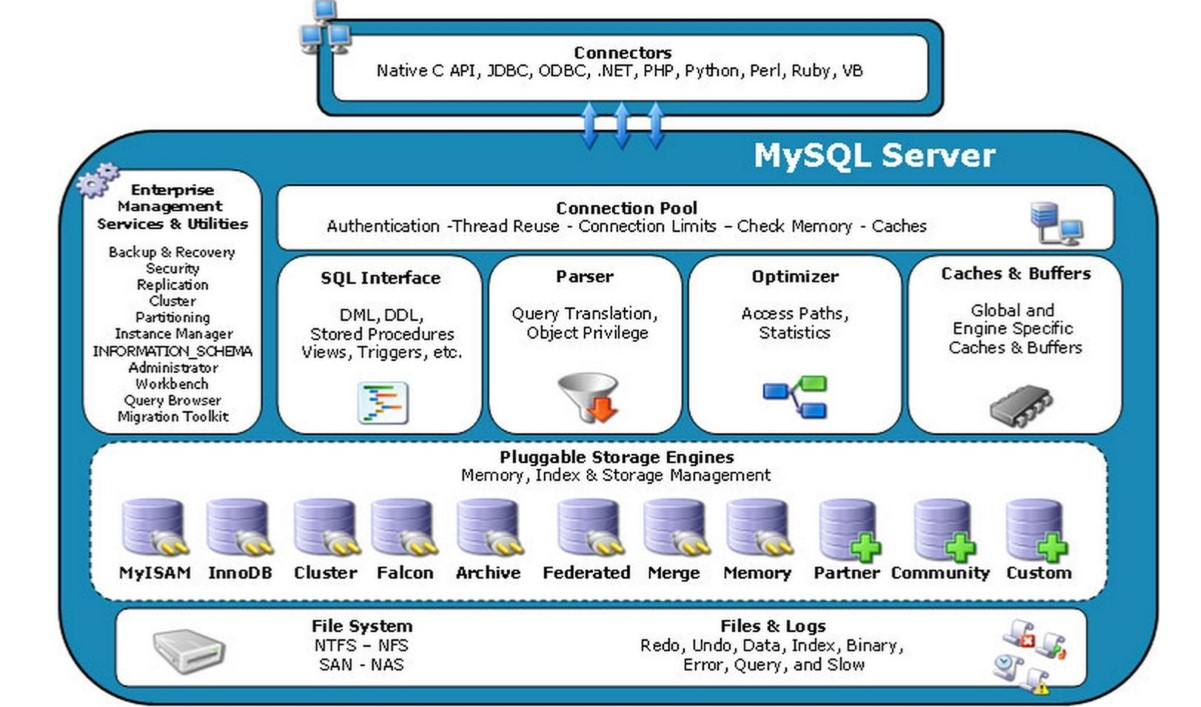 Connectors
Native C API, JDBC, ODBC, .NET, PHP, Python, Perl, Ruby, VB
MySQL Server
Enterprise
Management
Services & Utilities
Backup & Recovery
Security
Replication
Cluster
Partitioning
Instance Manager
INFORMATION_SCHEMA
Administrator
Workbench
Query Browser
Migration Toolkit
Connection Pool
Authentication -Thread Reuse - Connection Limits – Check Memory - Caches
SQL Interface
DML, DDL,
Stored Procedures
Views, Triggers, etc.
Parser
Query Translation,
Object Privilege
Optimizer
Access Paths,
Statistics
Caches & Buffers
Global and
Engine Specific
Caches & Buffers
Pluggable Storage Engines
Memory, Index & Storage Management
MyISAM InnoDB Cluster Falcon Archive Federated Merge Memory Partner Community Custom
File System
NTFS – NFS
SAN - NAS
Files & Logs
Redo, Undo, Data, Index, Binary,
Error, Query, and Slow